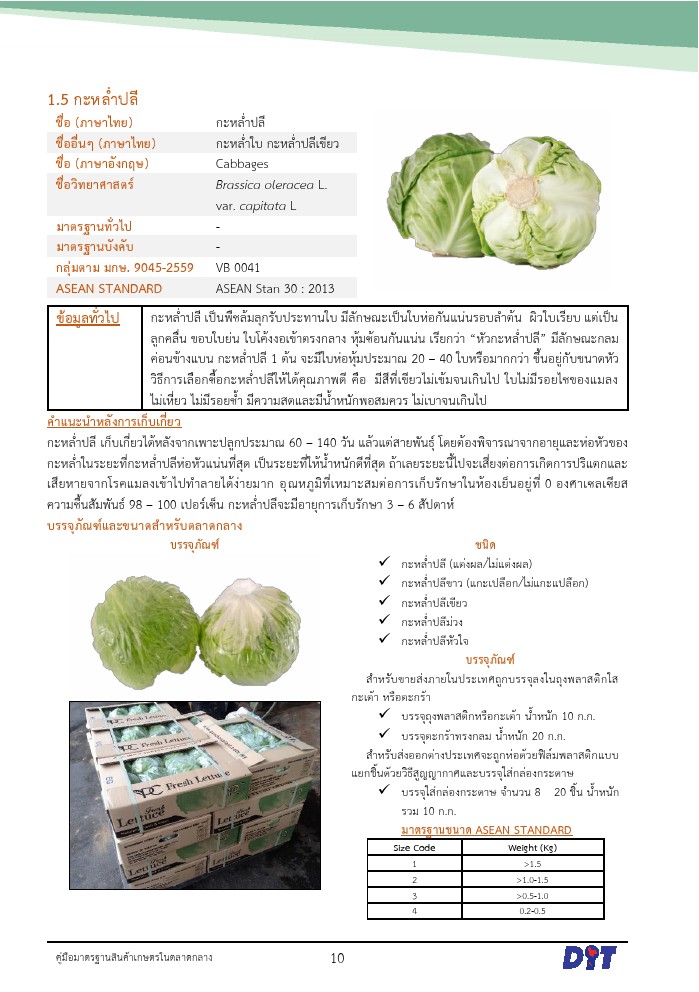 1.5 กะหล่ำปลี
ชื่อ (ภาษาไทย) กะหล่ำปลี
ชื่ออื่นๆ (ภาษาไทย) กะหล่ำใบ กะหล่ำปลีเขียว
ชื่อ (ภาษาอังกฤษ) Cabbages
ชื่อวิทยาศาสตร์ Brassica oleracea L.
var. capitata L
มาตรฐานทั่วไป -
มาตรฐานบังคับ -
กลุ่มตาม มกษ. 9045-2559 VB 0041
ASEAN STANDARD ASEAN Stan 30 : 2013
ข้อมูลทั่วไป
กะหล่ำปลี เป็นพืชล้มลุกรับประทานใบ มีลักษณะเป็นใบห่อกันแน่นรอบลำต้น ผิวใบเรียบ แต่เป็น
ลูกคลื่น ขอบใบย่น ใบโค้งงอเข้าตรงกลาง หุ้มซ้อนกันแน่น เรียกว่า “หัวกะหล่ำปลี” มีลักษณะกลม
ค่อนข้างแบน กะหล่ำปลี 1 ต้น จะมีใบห่อหุ้มประมาณ 20 – 40 ใบหรือมากกว่า ขึ้นอยู่กับขนาดหัว
วิธีการเลือกซื้อกะหล่ำปลีให้ได้คุณภาพดี คือ มีสีที่เขียวไม่เข้มจนเกินไป ใบไม่มีรอยไชของแมลง
ไม่เหี่ยว ไม่มีรอยช้ำ มีความสดและมีน้ำหนักพอสมควร ไม่เบาจนเกินไป
คำแนะนำหลังการเก็บเกี่ยว
กะหล่ำปลี เก็บเกี่ยวได้หลังจากเพาะปลูกประมาณ 60 – 140 วัน แล้วแต่สายพันธุ์ โดยต้องพิจารณาจากอายุและห่อหัวของ
กะหล่ำในระยะที่กะหล่ำปลีห่อหัวแน่นที่สุด เป็นระยะที่ให้น้ำหนักดีที่สุด ถ้าเลยระยะนี้ไปจะเสี่ยงต่อการเกิดการปริแตกและ
เสียหายจากโรคแมลงเข้าไปทำลายได้ง่ายมาก อุณหภูมิที่เหมาะสมต่อการเก็บรักษาในห้องเย็นอยู่ที่ 0 องศาเซลเซียส
ความชื้นสัมพันธ์ 98 – 100 เปอร์เซ็น กะหล่ำปลีจะมีอายุการเก็บรักษา 3 – 6 สัปดาห์
บรรจุภัณฑ์และขนาดสำหรับตลาดกลาง
บรรจุภัณฑ์
Fresh Lettuce
SPC Fresh Lettuce
Fresh
Lettuce
Lettuce
ชนิด
✓ กะหล่ำปลี (แต่งผล/ไม่แต่งผล)
✓ กะหล่ำปลีขาว (แกะเปลือก/ไม่แกะแปลือก)
✓ กะหล่ำปลีเขียว
✓ กะหล่ำปลีม่วง
✓ กะหล่ำปลีหัวใจ
บรรจุภัณฑ์
สำหรับขายส่งภายในประเทศถูกบรรจุลงในถุงพลาสติกใส
กะเต้า หรือตะกร้า
✓ บรรจุถุงพลาสติกหรือกะเต้า น้ำหนัก 10 ก.ก.
✓ บรรจุตะกร้าทรงกลม น้ำหนัก 20 ก.ก.
สำหรับส่งออกต่างประเทศจะถูกห่อด้วยฟิล์มพลาสติกแบบ
แยกชิ้นด้วยวิธีสูญญากาศและบรรจุใส่กล่องกระดาษ
✓ บรรจุใส่กล่องกระดาษ จำนวน 8 20 ชิ้น น้ำหนัก
รวม 10 ก.ก.
มาตรฐานขนาด ASEAN STANDARD
Size Code Weight (Kg)
1 >1.5
2 >1.0-1.5
3 >0.5-1.0
4 0.2-0.5
คู่มือมาตรฐานสินค้าเกษตรในตลาดกลาง 10 DIT